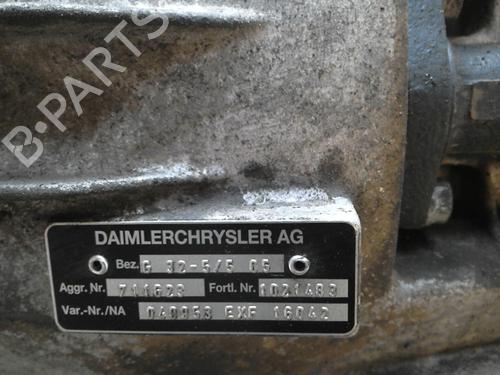 B-PARTS
DAIMLERCHRYSLER AG
Bez. G 32-5/5 05
Aggr. Nr. 711623 Fortl. Nr. 1021483
Var.-Nr./NA 040953 EXF 16042